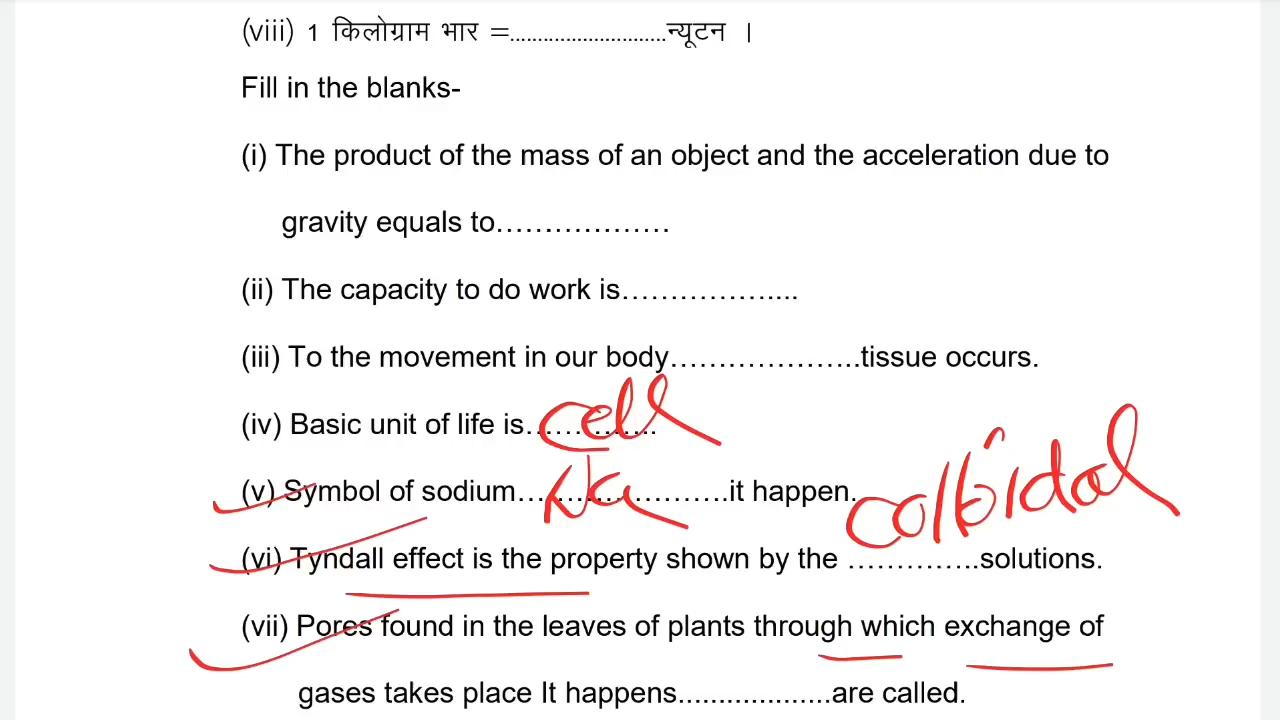 (viii) 1 किलोग्राम भार =............................न्यूटन ।
Fill in the blanks-
(i) The product of the mass of an object and the acceleration due to
gravity equals to………………
(ii) The capacity to do work is……………....
(iii) To the movement in our body…………………..tissue occurs.
(iv) Basic unit of life is…cell…..
(v) Symbol of sodium…Na…………..it happen.
(vi) Tyndall effect is the property shown by the colloidal …………..solutions.
(vii) Pores found in the leaves of plants through which exchange of
gases takes place It happens...................are called.